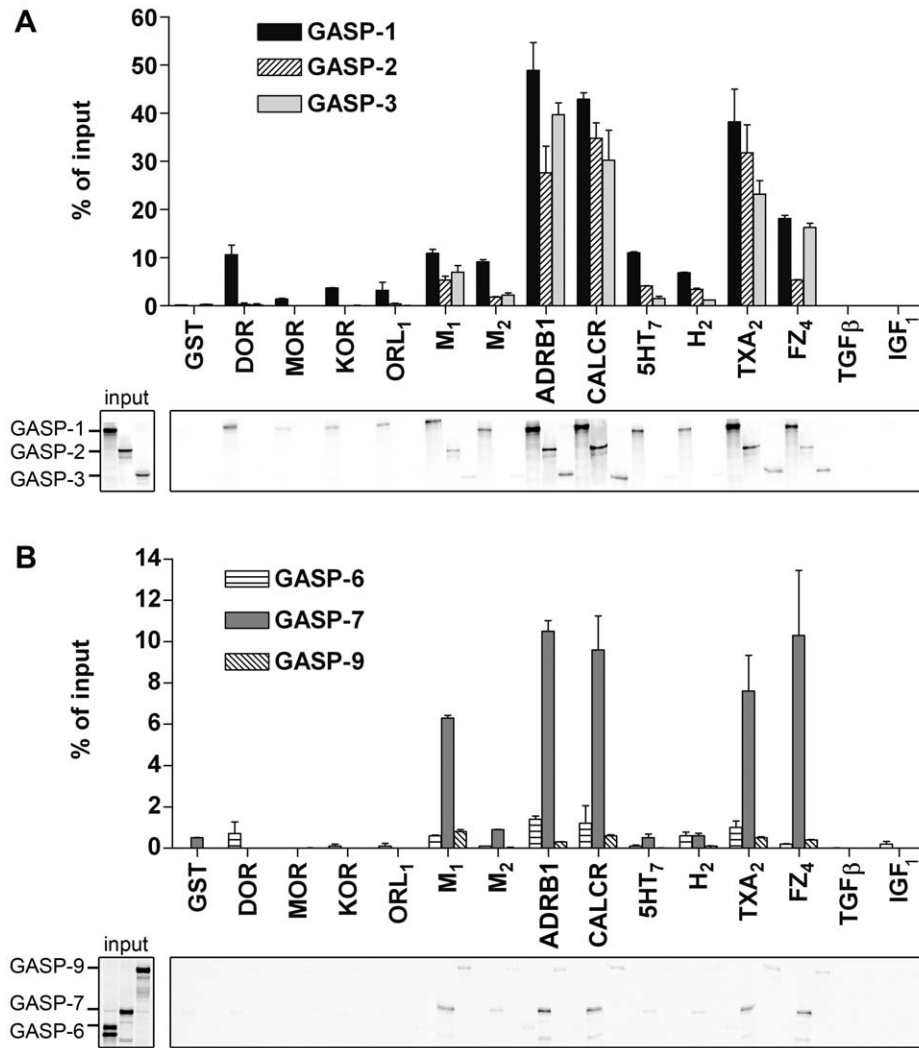 A
60
50
40
30
20
10
0
% of input
GASP-1
GASP-2
GASP-3
GST DOR MOR KOR ORL₁ M₁ M₂ ADRB1 CALCR 5HT₇ H₂ TXA₂ FZ₄ TGFβ IGF₁
input
GASP-1
GASP-2
GASP-3
B
14
12
10
8
6
4
2
0
% of input
GASP-6
GASP-7
GASP-9
GST DOR MOR KOR ORL₁ M₁ M₂ ADRB1 CALCR 5HT₇ H₂ TXA₂ FZ₄ TGFβ IGF₁
input
GASP-9
GASP-7
GASP-6